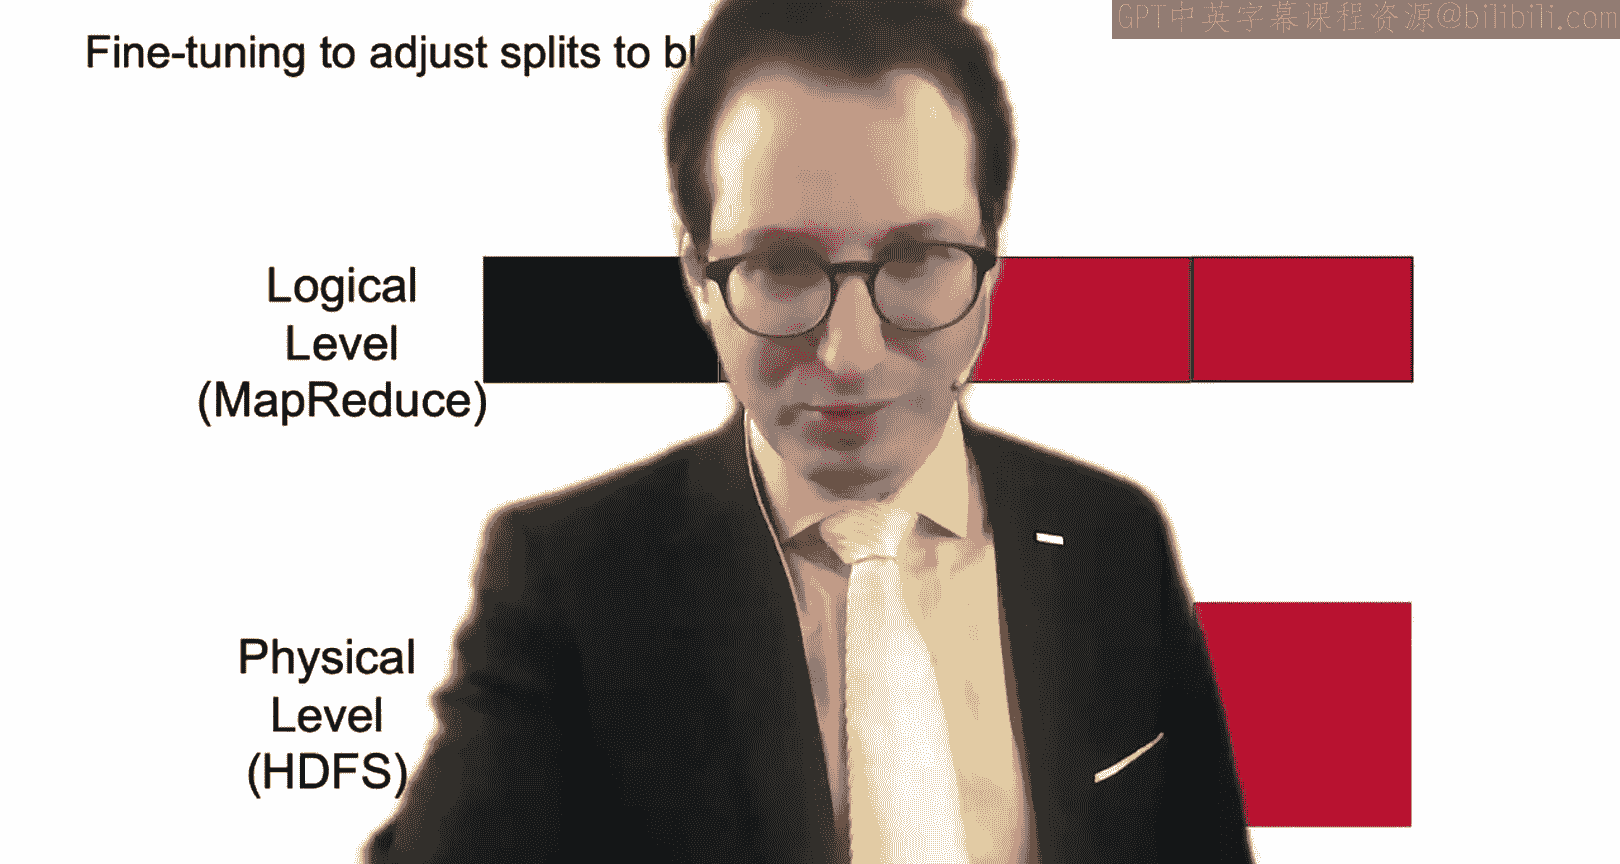 GPT中英字幕课程资源@bilibili.com
Fine-tuning to adjust splits to bl
Logical
Level
(MapReduce)
Physical
Level
(HDFS)